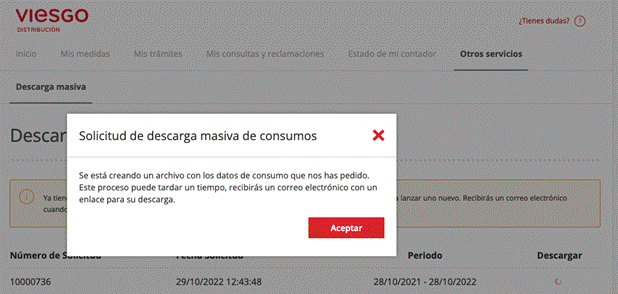 viesgo
DISTRIBUCIÓN
¿Tienes dudas? ?
Inicio Mis medidas Mis trámites Mis consultas y reclamaciones Estado de mi contador Otros servicios
Descarga masiva
Descar
Solicitud de descarga masiva de consumos
Se está creando un archivo con los datos de consumo que nos has pedido.
Este proceso puede tardar un tiempo, recibirás un correo electrónico con un
enlace para su descarga.
Aceptar
Ya tien a lanzar uno nuevo. Recibirás un correo electrónico
cuando
Número de Solicitud Fecha Solicitud Periodo Descargar
10000736 29/10/2022 12:43:48 28/10/2021 - 28/10/2022